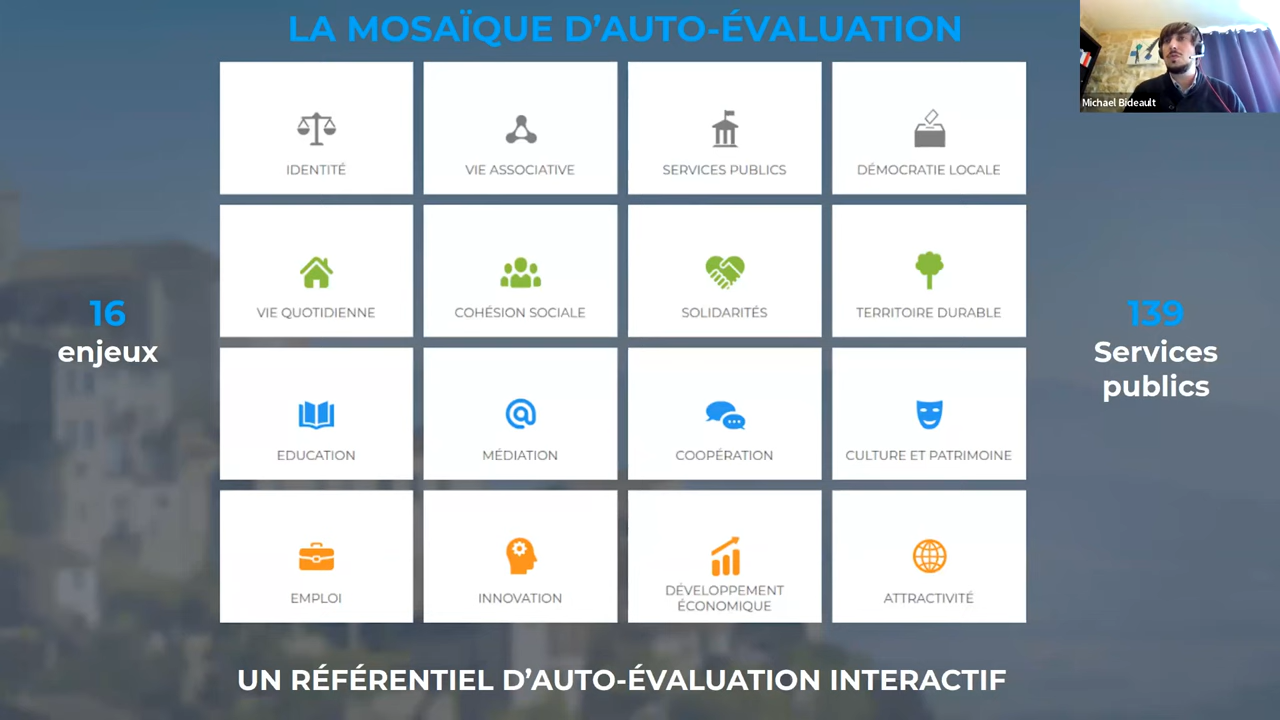 LA MOSAÏQUE D'AUTO-ÉVALUATION
Michael Bideault
IDENTITÉ
VIE ASSOCIATIVE
SERVICES PUBLICS
DÉMOCRATIE LOCALE
VIE QUOTIDIENNE
COHÉSION SOCIALE
SOLIDARITÉS
TERRITOIRE DURABLE
16
enjeux
139
Services
publics
EDUCATION
MÉDIATION
COOPÉRATION
CULTURE ET PATRIMOINE
EMPLOI
INNOVATION
DÉVELOPPEMENT
ÉCONOMIQUE
ATTRACTIVITÉ
UN RÉFÉRENTIEL D'AUTO-ÉVALUATION INTERACTIF